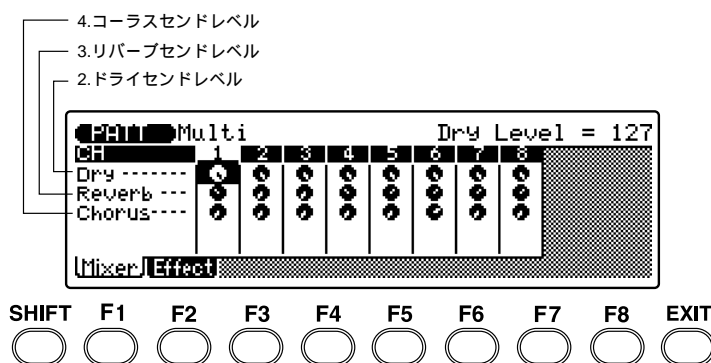 4.コーラスセンドレベル
3.リバーブセンドレベル
2.ドライセンドレベル
PATT Multi Dry Level = 127
CH 1 2 3 4 5 6 7 8
Dry -------
Reverb ---
Chorus----
Mixer Effect
SHIFT F1 F2 F3 F4 F5 F6 F7 F8 EXIT